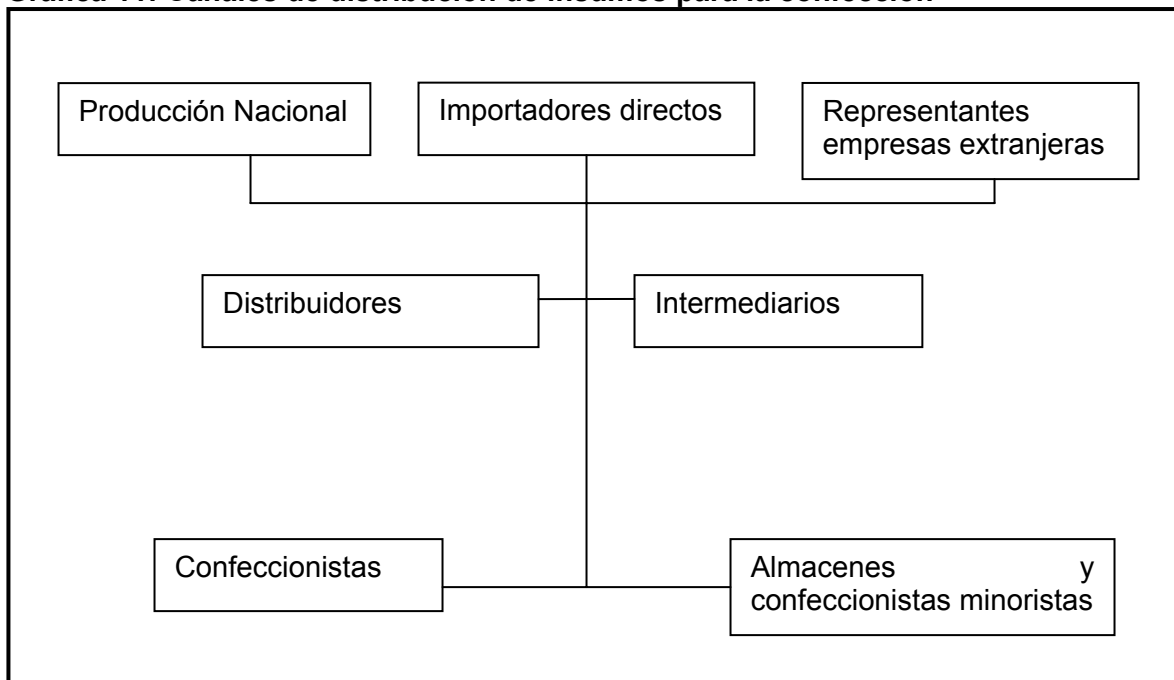 Producción Nacional
Importadores directos
Representantes
empresas extranjeras
Distribuidores
Intermediarios
Confeccionistas
Almacenes y
confeccionistas minoristas